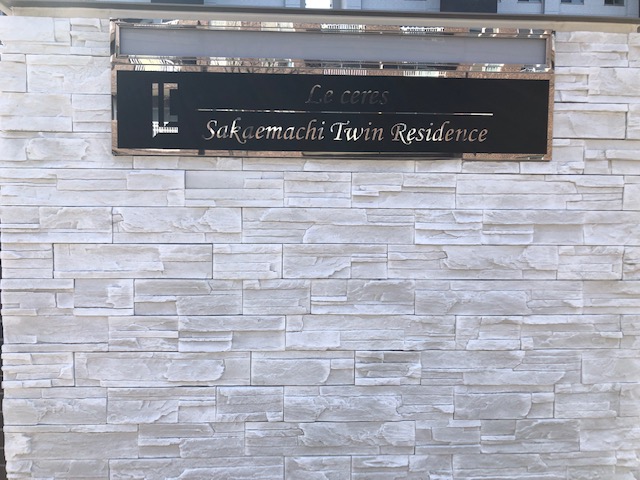 Le ceres
Sakaemachi Twin Residence